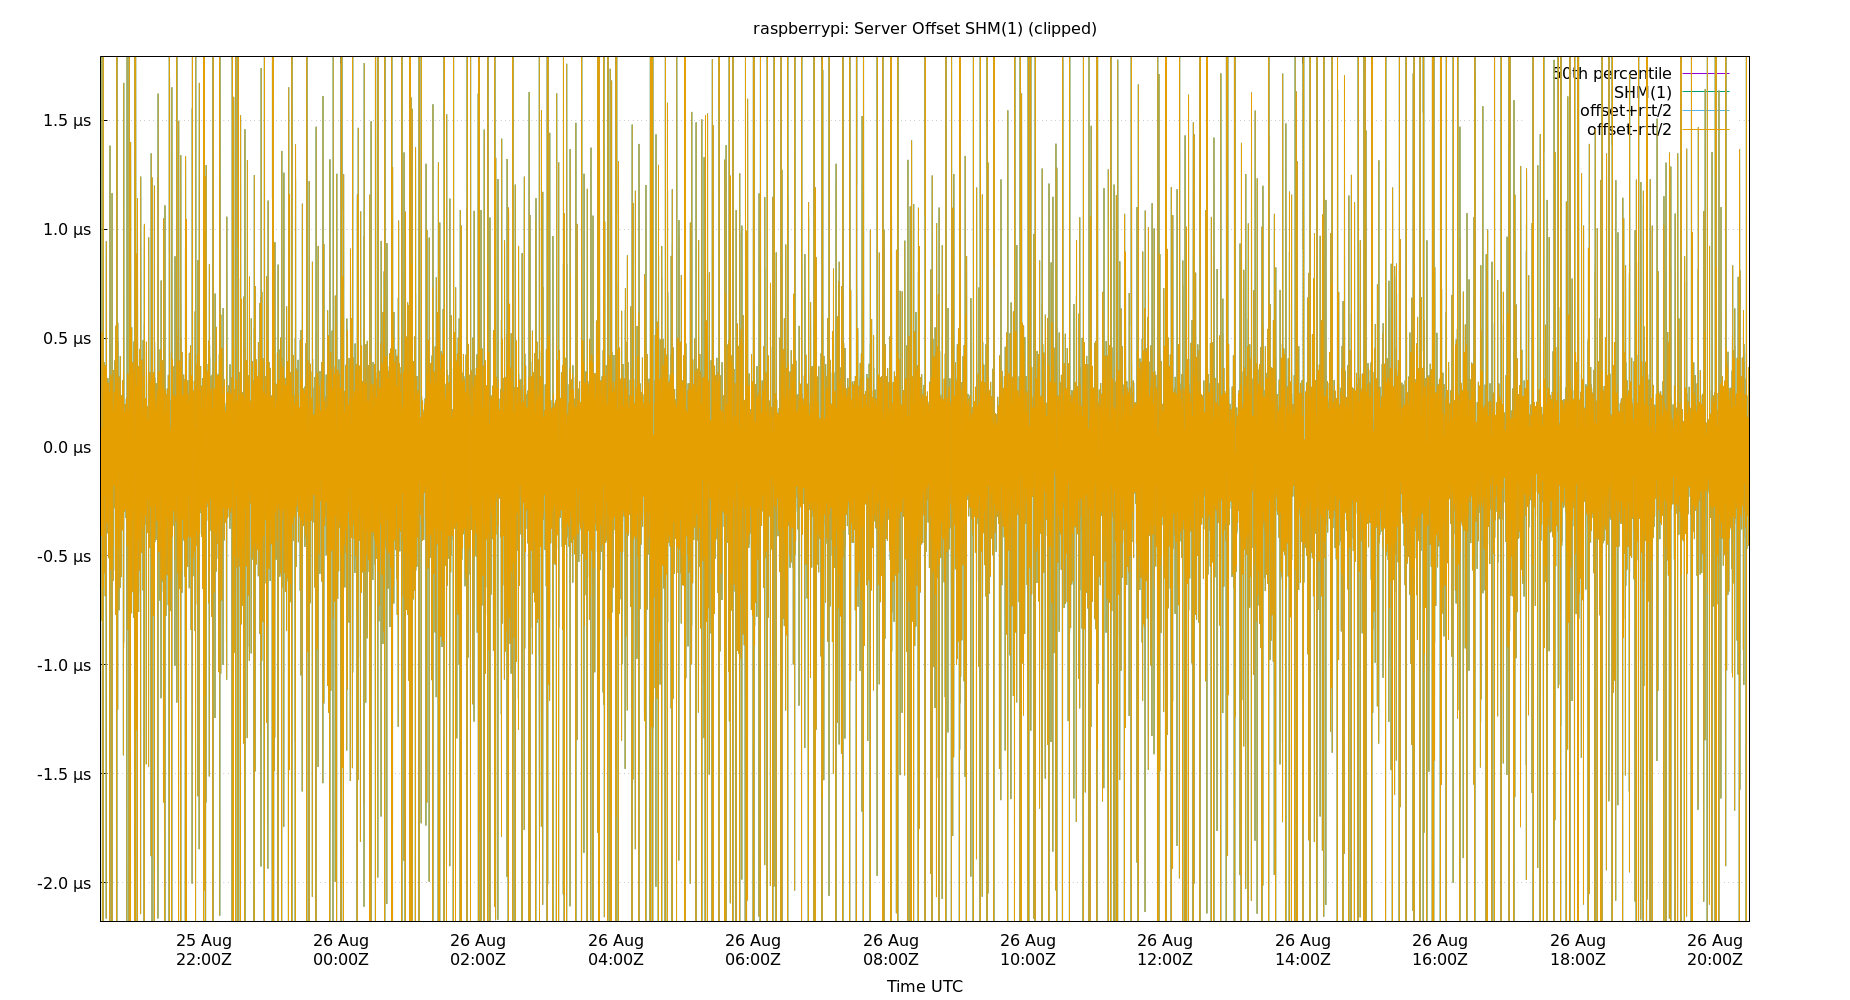 raspberrypi: Server Offset SHM(1) (clipped)
50th percentile
SHM(1)
offset+rtt/2
offset-rtt/2
1.5 µs
1.0 µs
0.5 µs
0.0 µs
-0.5 µs
-1.0 µs
-1.5 µs
-2.0 µs
25 Aug 26 Aug 26 Aug 26 Aug 26 Aug 26 Aug 26 Aug 26 Aug 26 Aug 26 Aug 26 Aug 26 Aug
22:00Z 00:00Z 02:00Z 04:00Z 06:00Z 08:00Z 10:00Z 12:00Z 14:00Z 16:00Z 18:00Z 20:00Z
Time UTC